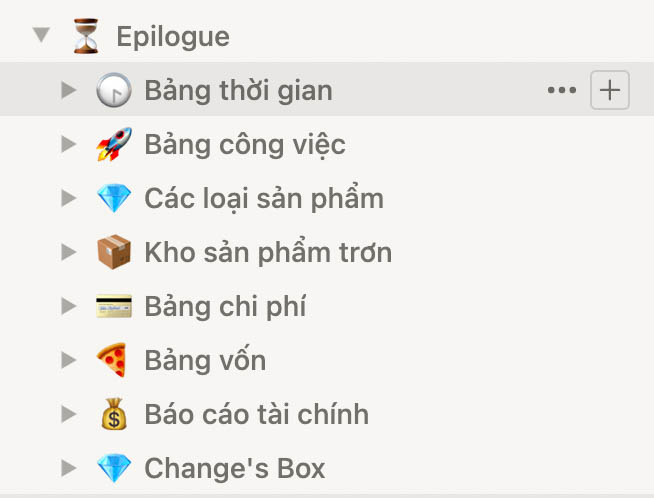 Epilogue
Bảng thời gian
Bảng công việc
Các loại sản phẩm
Kho sản phẩm trơn
Bảng chi phí
Bảng vốn
Báo cáo tài chính
Change's Box